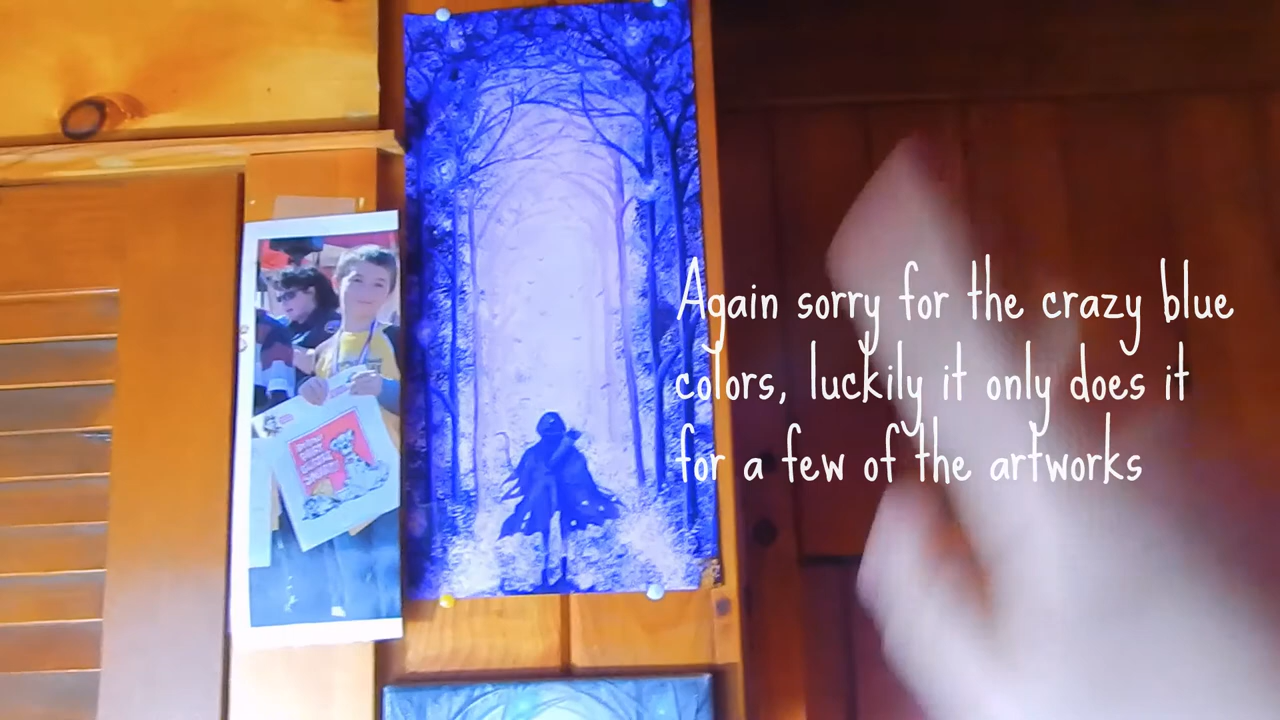 Again sorry for the crazy blue
colors, luckily it only does it
for a few of the artworks